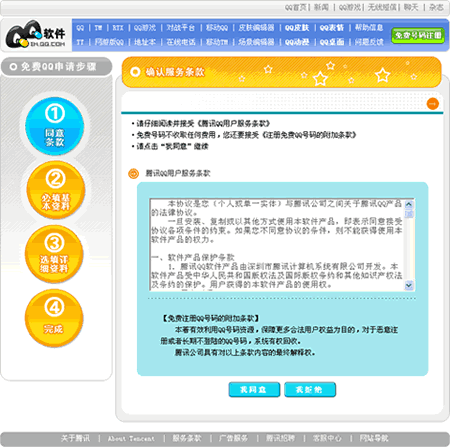 QQ首页 | 新闻 | QQ游戏 | 无线短信 | 聊天 | 杂志
QQ软件
IM.QQ.COM
QQ | TM | RTX | QQ游戏 | 对战平台 | 移动QQ | 皮肤编辑器 | QQ皮肤 | QQ表情 | 帮助信息
TT | 网游版QQ | 地址本 | 在线电话 | 移动TM | 场景编辑器 | QQ动漫 | QQ桌面 | 问题反馈
免费号码注册
免费QQ申请步骤
① 同意条款
② 必填基本资料
③ 选填详细资料
④ 完成
确认服务条款
• 请仔细阅读并接受《腾讯QQ用户服务条款》
• 免费号码不收取任何费用，您还要接受《注册免费QQ号码的附加条款》
• 请点击“我同意”继续
腾讯QQ用户服务条款
本协议是您（个人或单一实体）与腾讯公司之间关于腾讯QQ产品
的法律协议。
一旦安装、复制或以其他方式使用本软件产品，即表示同意接受
协议各项条件的约束。如果您不同意协议的条件，则不能获得使用本
软件产品的权力。
一、软件产品保护条款
1．腾讯QQ软件产品由深圳市腾讯计算机系统有限公司开发。本
软件产品受中华人民共和国版权法及国际版权条约和其他知识产权法
及条约的保护。用户获得的本软件产品的使用权。
【免费注册QQ号码的附加条款】
本着有效利用QQ号码资源，保障更多合法用户权益为目的，对于恶意注
册或者长期不登陆的QQ号码，系统有权回收。
腾讯公司具有对以上条款内容的最终解释权。
我同意
我拒绝
关于腾讯 | About Tencent | 服务条款 | 广告服务 | 腾讯招聘 | 客服中心 | 网站导航